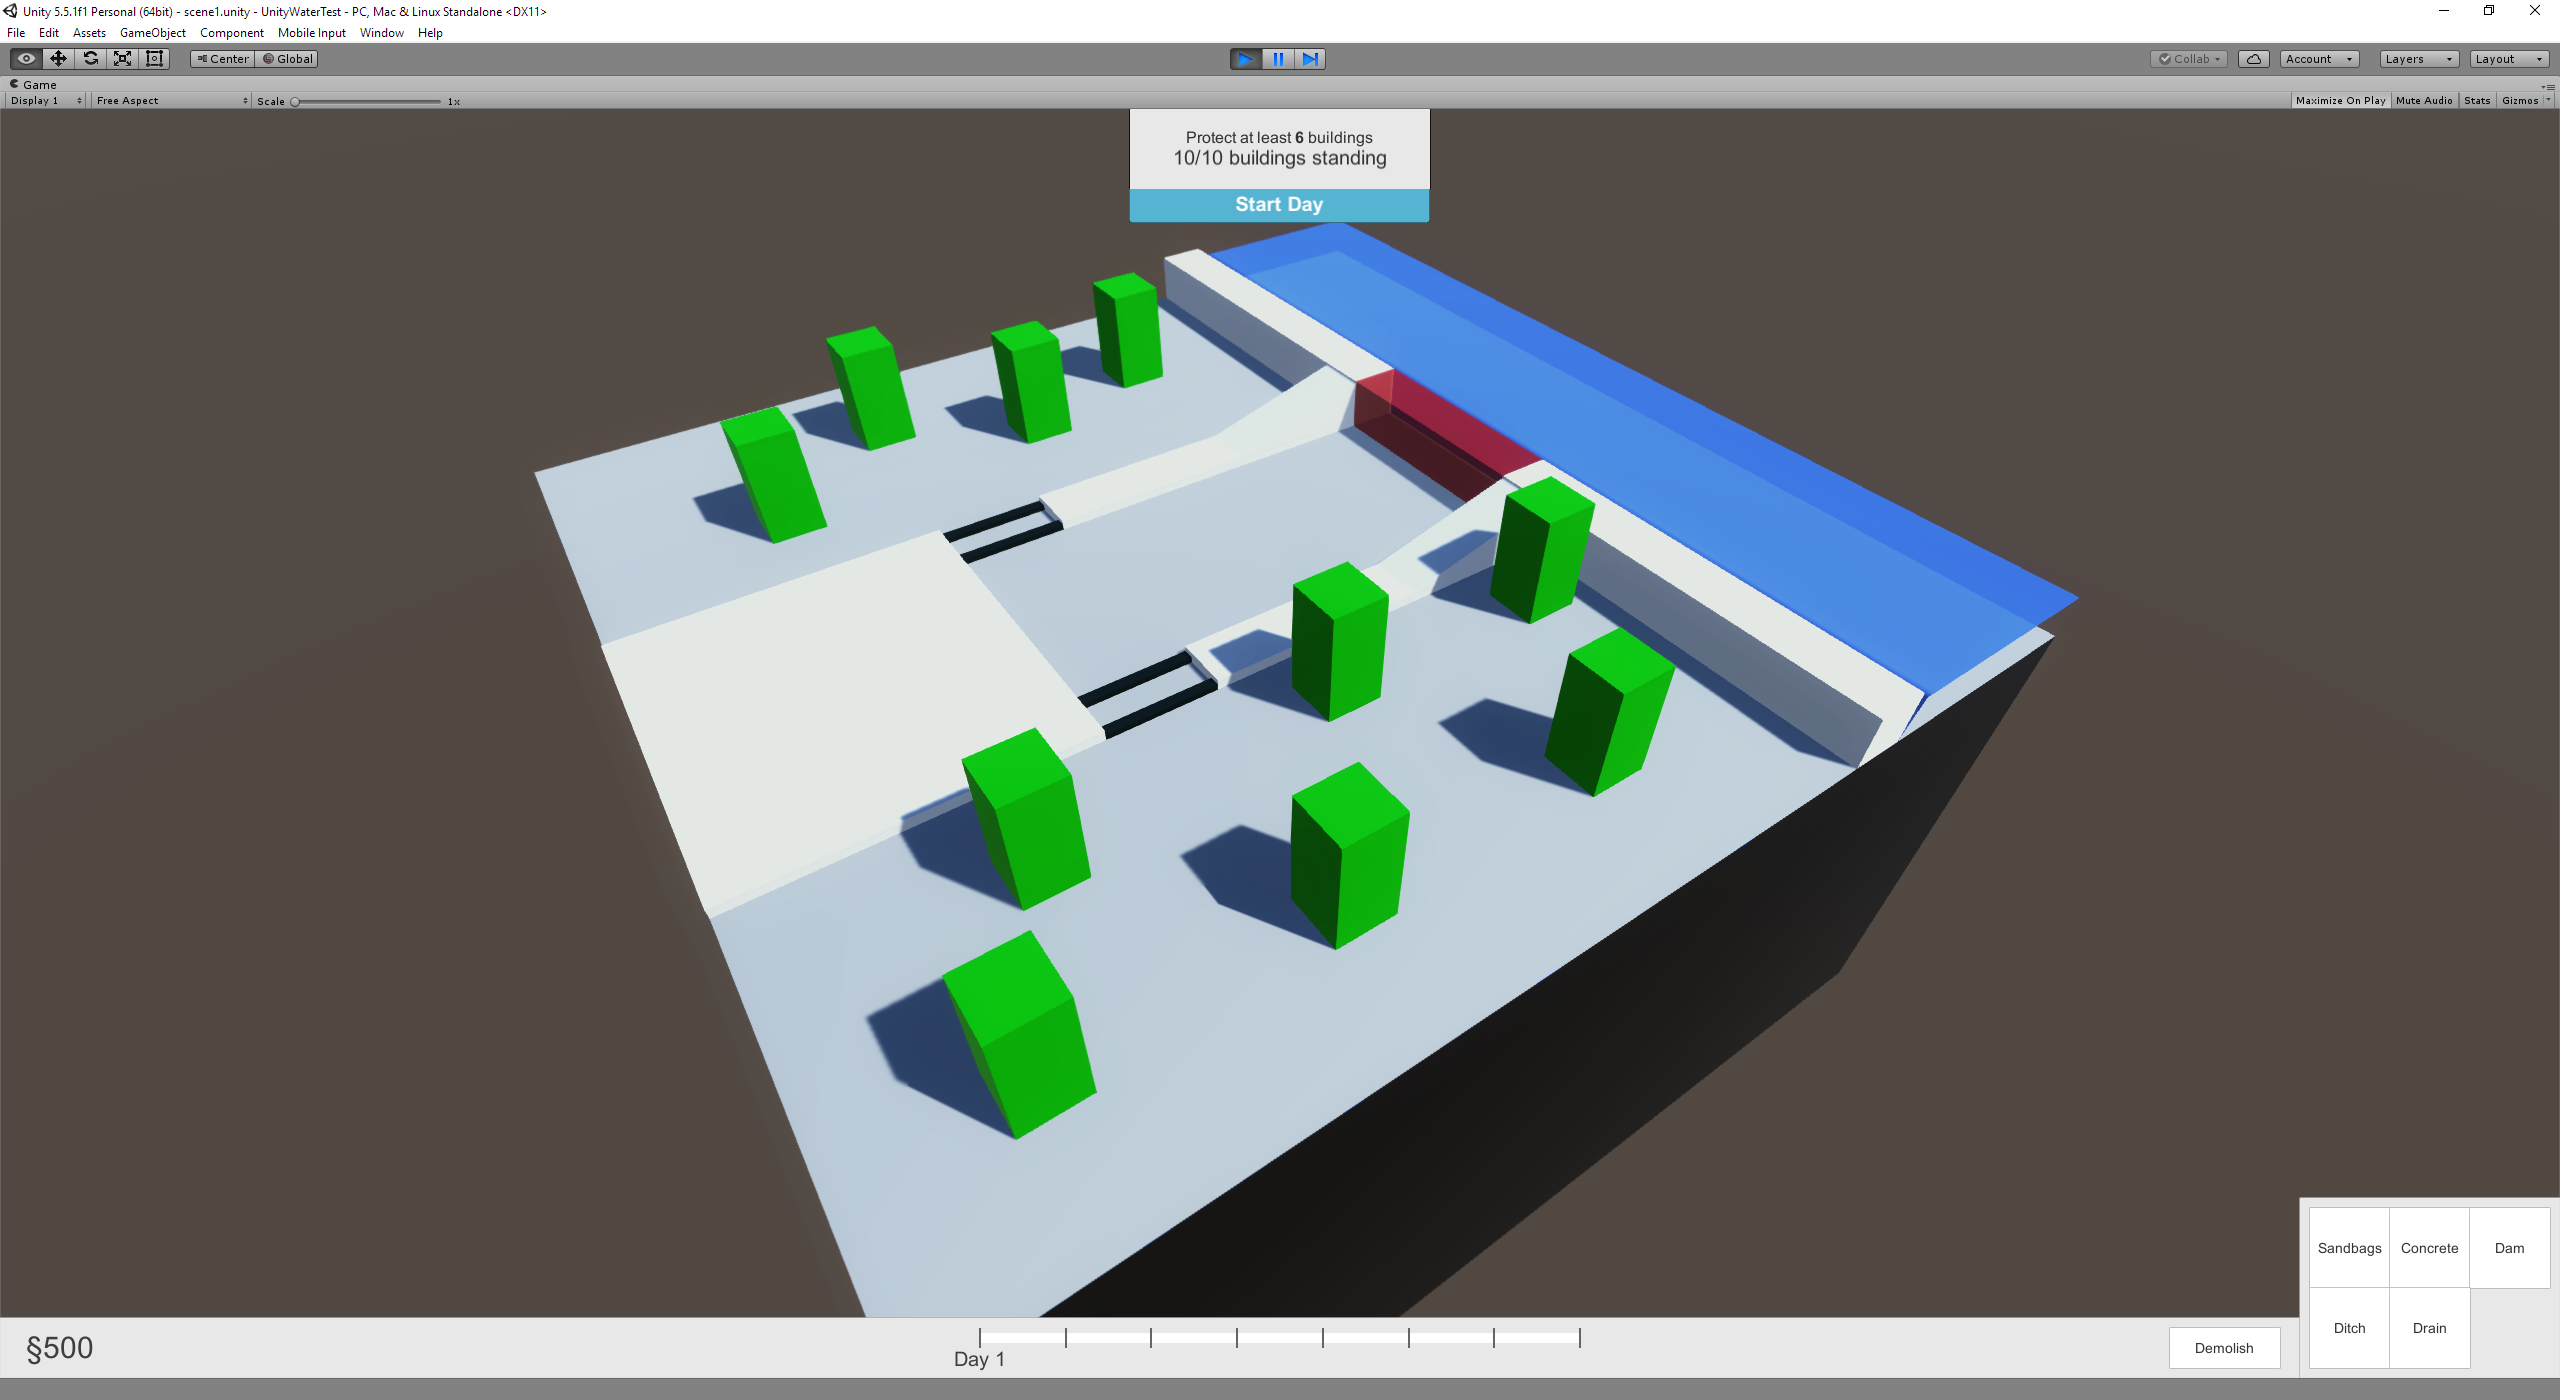 Unity 5.5.1f1 Personal (64bit) - scene1.unity - UnityWaterTest - PC, Mac & Linux Standalone <DX11>
File Edit Assets GameObject Component Mobile Input Window Help
Center Global Collab Account Layers Layout
Game
Display 1 Free Aspect Scale 1x Maximize On Play Mute Audio Stats Gizmos
Protect at least 6 buildings
10/10 buildings standing
Start Day
Sandbags Concrete Dam
Ditch Drain
§500
Day 1
Demolish